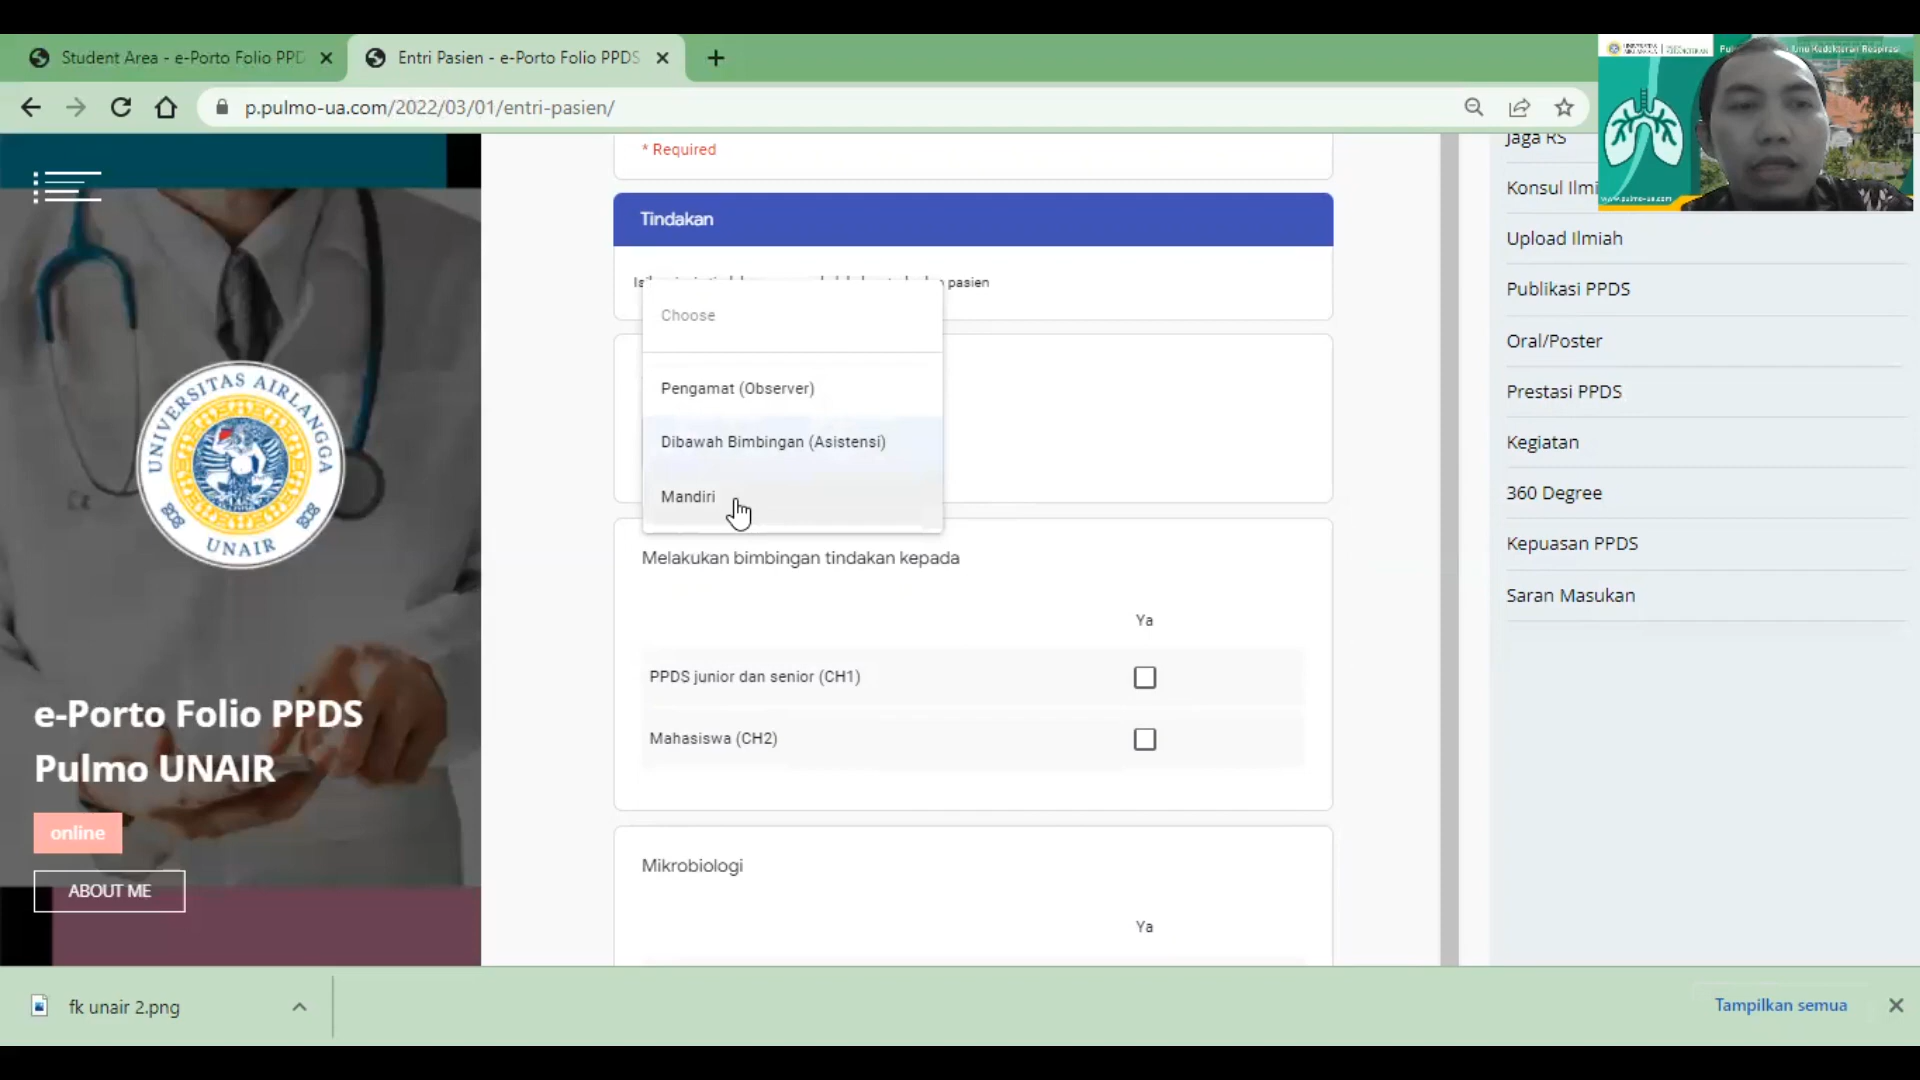 Student Area - e-Porto Folio PPD
Entri Pasien - e-Porto Folio PPDS
p.pulmo-ua.com/2022/03/01/entri-pasien/
UNIVERSITAS AIRLANGGA
UNAIR
e-Porto Folio PPDS
Pulmo UNAIR
online
ABOUT ME
* Required
Tindakan
pasien
Choose
Pengamat (Observer)
Dibawah Bimbingan (Asistensi)
Mandiri
Melakukan bimbingan tindakan kepada
Ya
PPDS junior dan senior (CH1)
Mahasiswa (CH2)
Mikrobiologi
Ya
Jaga RS
Konsul Ilmi
Upload Ilmiah
Publikasi PPDS
Oral/Poster
Prestasi PPDS
Kegiatan
360 Degree
Kepuasan PPDS
Saran Masukan
www.pulmo-ua.com
fk unair 2.png
Tampilkan semua